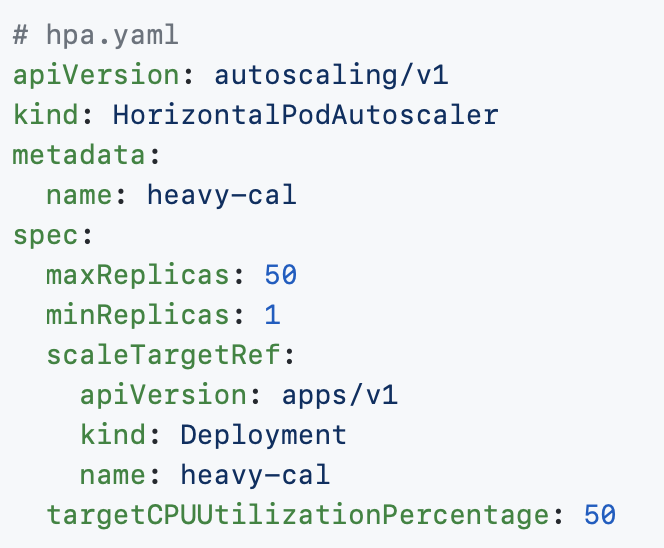 # hpa.yaml
apiVersion: autoscaling/v1
kind: HorizontalPodAutoscaler
metadata:
  name: heavy-cal
spec:
  maxReplicas: 50
  minReplicas: 1
  scaleTargetRef:
    apiVersion: apps/v1
    kind: Deployment
    name: heavy-cal
  targetCPUUtilizationPercentage: 50